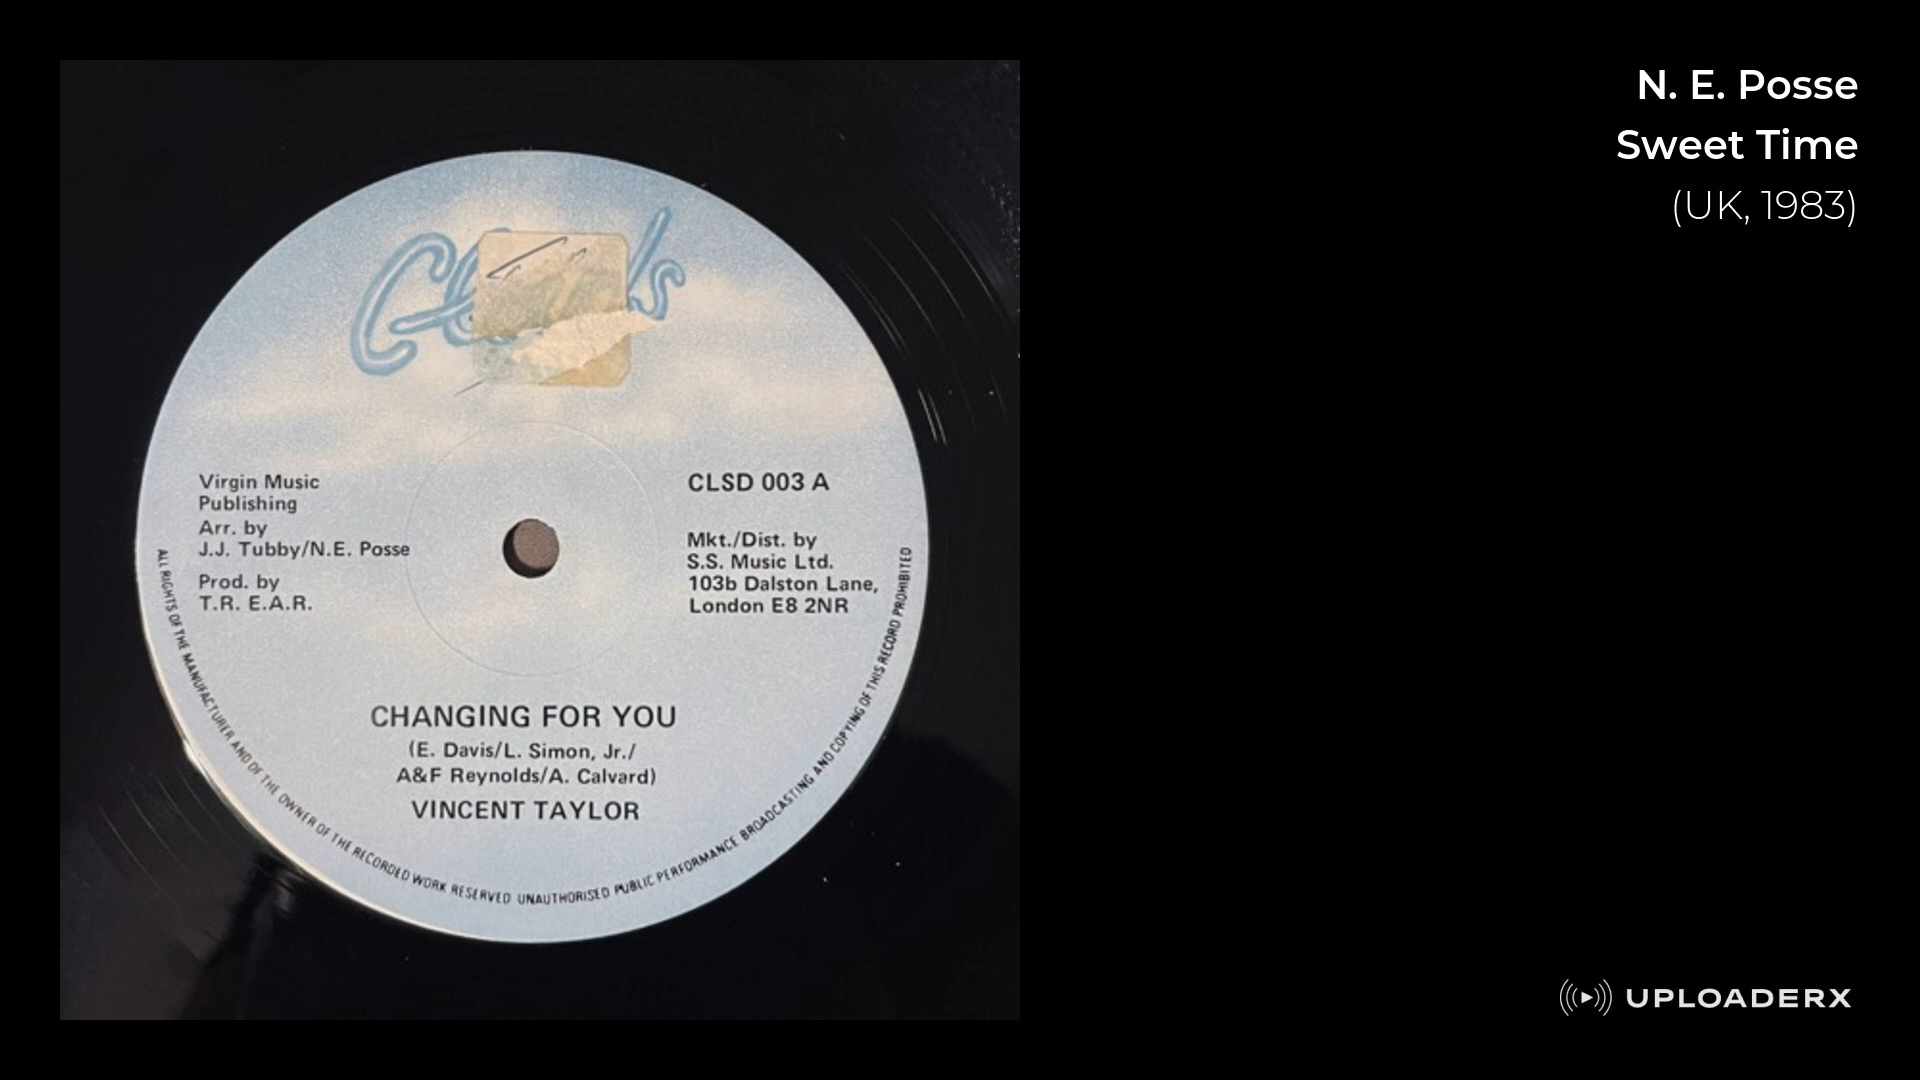 N. E. Posse
Sweet Time
(UK, 1983)
Virgin Music
Publishing
Arr. by
J.J. Tubby/N.E. Posse
Prod. by
T.R. E.A.R.
CLSD 003 A
Mkt./Dist. by
S.S. Music Ltd.
103b Dalston Lane,
London E8 2NR
CHANGING FOR YOU
(E. Davis/L. Simon, Jr./
A&F Reynolds/A. Calvard)
VINCENT TAYLOR
ALL RIGHTS OF THE MANUFACTURER AND OF THE OWNER OF THE RECORDED WORK RESERVED UNAUTHORISED PUBLIC PERFORMANCE BROADCASTING AND COPYING OF THIS RECORD PROHIBITED
UPLOADERX